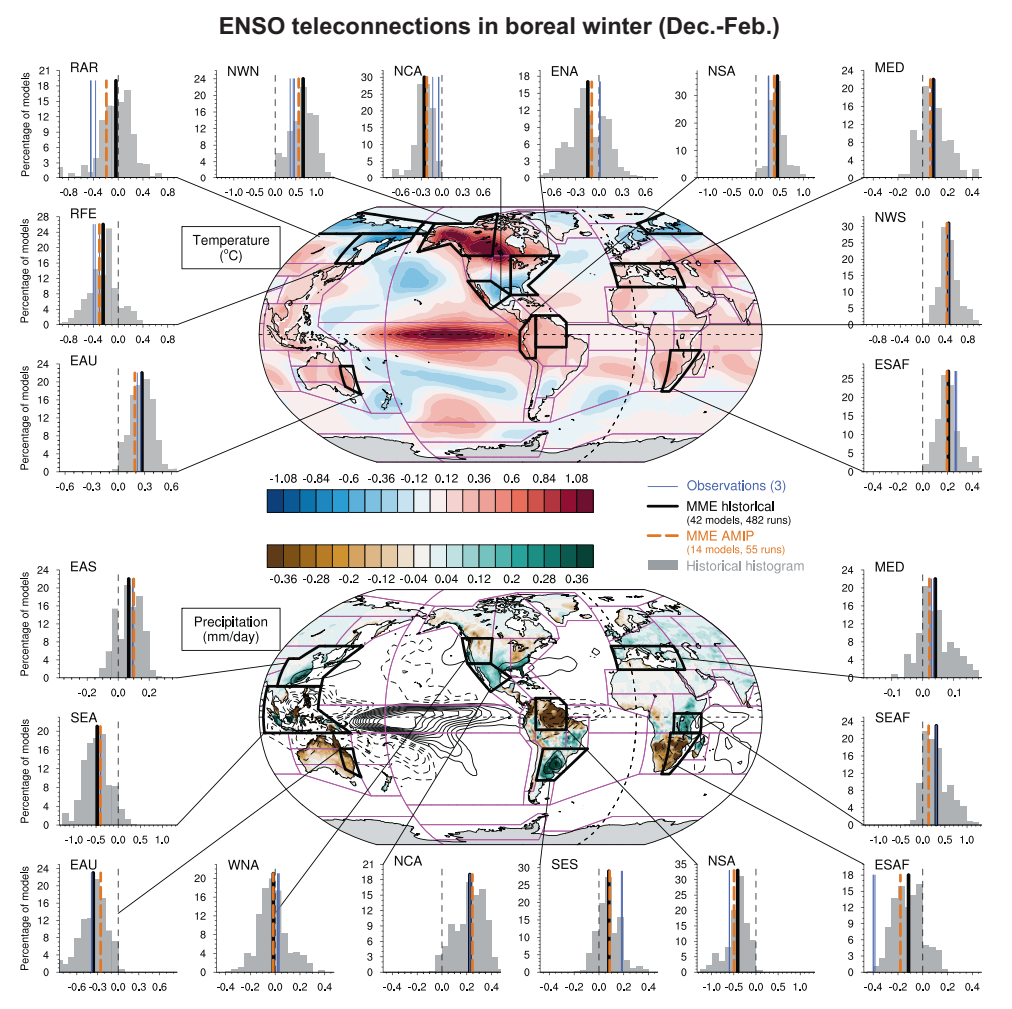 ENSO teleconnections in boreal winter (Dec.-Feb.)
RAR
Percentage of models
21
18
15
12
9
6
3
0
-0.8 -0.4 0.0 0.4 0.8
NWN
24
20
16
12
8
4
0
-1.0 -0.5 0.0 0.5 1.0
NCA
30
25
20
15
10
5
0
-1.0 -0.5 0.0
ENA
18
15
12
9
6
3
0
-0.6 -0.3 0.0 0.3 0.6
NSA
30
20
10
0
-0.5 0.0 0.5 1.0
MED
24
20
16
12
8
4
0
-0.4 -0.2 0.0 0.2 0.4
RFE
Percentage of models
28
24
20
16
12
8
4
0
-0.8 -0.4 0.0 0.4 0.8
Temperature
(°C)
NWS
30
25
20
15
10
5
0
-0.8 -0.4 0.0 0.4 0.8
EAU
Percentage of models
24
20
16
12
8
4
0
-0.6 -0.3 0.0 0.3 0.6
ESAF
25
20
15
10
5
0
-0.4 -0.2 0.0 0.2 0.4
-1.08 -0.84 -0.6 -0.36 -0.12 0.12 0.36 0.6 0.84 1.08
Observations (3)
MME historical
(42 models, 482 runs)
MME AMIP
(14 models, 55 runs)
Historical histogram
-0.36 -0.28 -0.2 -0.12 -0.04 0.04 0.12 0.2 0.28 0.36
EAS
Percentage of models
24
20
16
12
8
4
0
-0.2 0.0 0.2
Precipitation
(mm/day)
MED
24
20
16
12
8
4
0
-0.1 0.0 0.1
SEA
Percentage of models
20
16
12
8
4
0
-1.0 -0.5 0.0 0.5 1.0
SEAF
24
20
16
12
8
4
0
-1.0 -0.5 0.0 0.5 1.0
EAU
Percentage of models
24
20
16
12
8
4
0
-0.6 -0.3 0.0 0.3 0.6
WNA
20
16
12
8
4
0
-0.4 -0.2 0.0 0.2 0.4
NCA
21
18
15
12
9
6
3
0
-0.4 -0.2 0.0 0.2 0.4
SES
30
25
20
15
10
5
0
-0.4 -0.2 0.0 0.2 0.4
NSA
35
30
25
20
15
10
5
0
-1.0 -0.5 0.0 0.5 1.0
ESAF
18
15
12
9
6
3
0
-0.4 -0.2 0.0 0.2 0.4